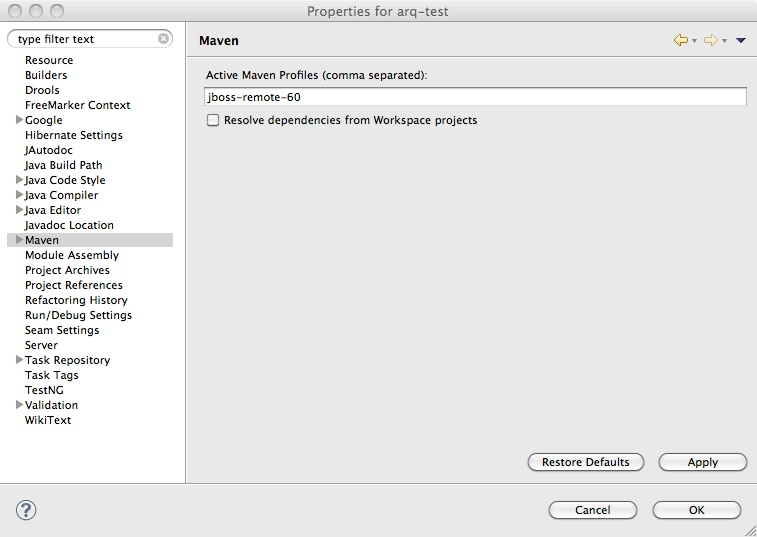 Properties for arq-test
type filter text
Resource
Builders
Drools
FreeMarker Context
Google
Hibernate Settings
JAutodoc
Java Build Path
Java Code Style
Java Compiler
Java Editor
Javadoc Location
Maven
Module Assembly
Project Archives
Project References
Refactoring History
Run/Debug Settings
Seam Settings
Server
Task Repository
Task Tags
TestNG
Validation
WikiText
Maven
Active Maven Profiles (comma separated):
jboss-remote-60
Resolve dependencies from Workspace projects
Restore Defaults
Apply
?
Cancel
OK